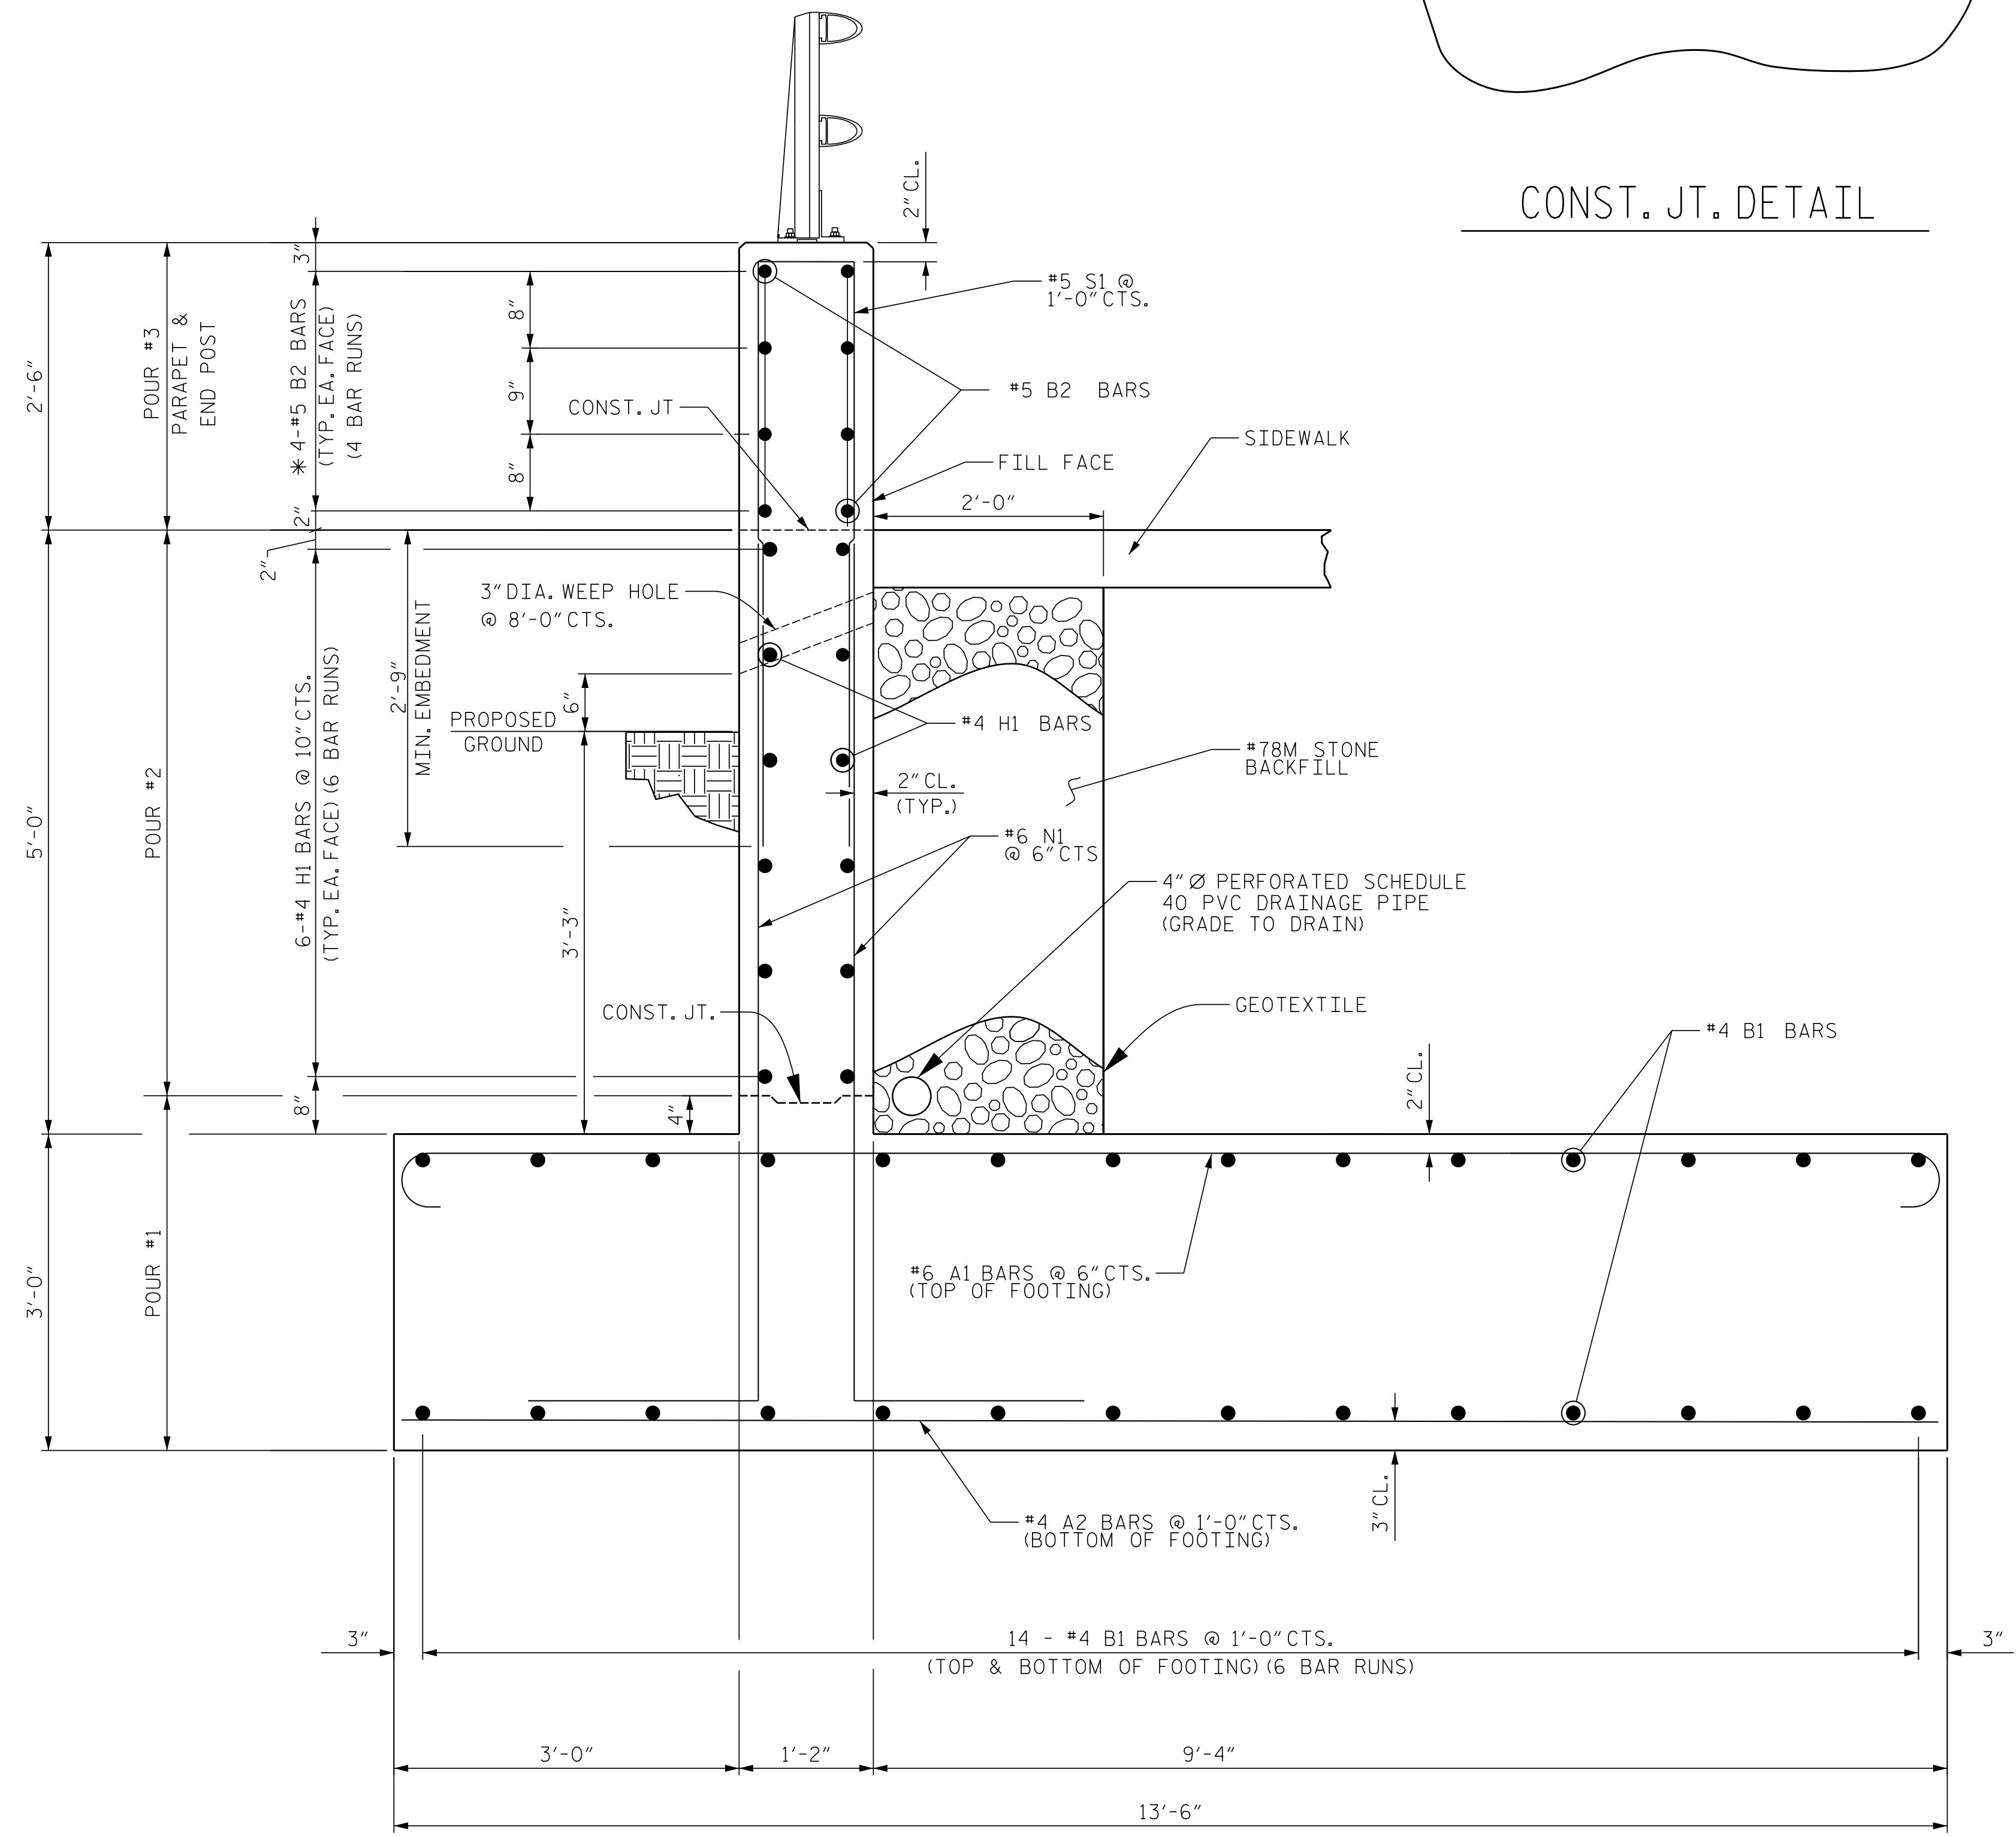 CONST. JT. DETAIL
2" CL.
3"
2'-6"
POUR #3
PARAPET &
END POST
✳ 4-#5 B2 BARS
(TYP. EA. FACE)
(4 BAR RUNS)
8"
9"
8"
#5 S1 @
1'-0" CTS.
#5 B2 BARS
CONST. JT
FILL FACE
SIDEWALK
2'-0"
2"
2"
3" DIA. WEEP HOLE
@ 8'-0" CTS.
2'-9"
MIN. EMBEDMENT
6"
PROPOSED
GROUND
#4 H1 BARS
#78M STONE
BACKFILL
2" CL.
(TYP.)
5'-0"
POUR #2
6-#4 H1 BARS @ 10" CTS.
(TYP. EA. FACE) (6 BAR RUNS)
3'-3"
#6 N1
@ 6" CTS
4" Ø PERFORATED SCHEDULE
40 PVC DRAINAGE PIPE
(GRADE TO DRAIN)
CONST. JT.
GEOTEXTILE
#4 B1 BARS
8"
4"
2" CL.
3'-0"
POUR #1
#6 A1 BARS @ 6" CTS.
(TOP OF FOOTING)
3" CL.
#4 A2 BARS @ 1'-0" CTS.
(BOTTOM OF FOOTING)
3"
14 - #4 B1 BARS @ 1'-0" CTS.
(TOP & BOTTOM OF FOOTING) (6 BAR RUNS)
3"
3'-0"
1'-2"
9'-4"
13'-6"